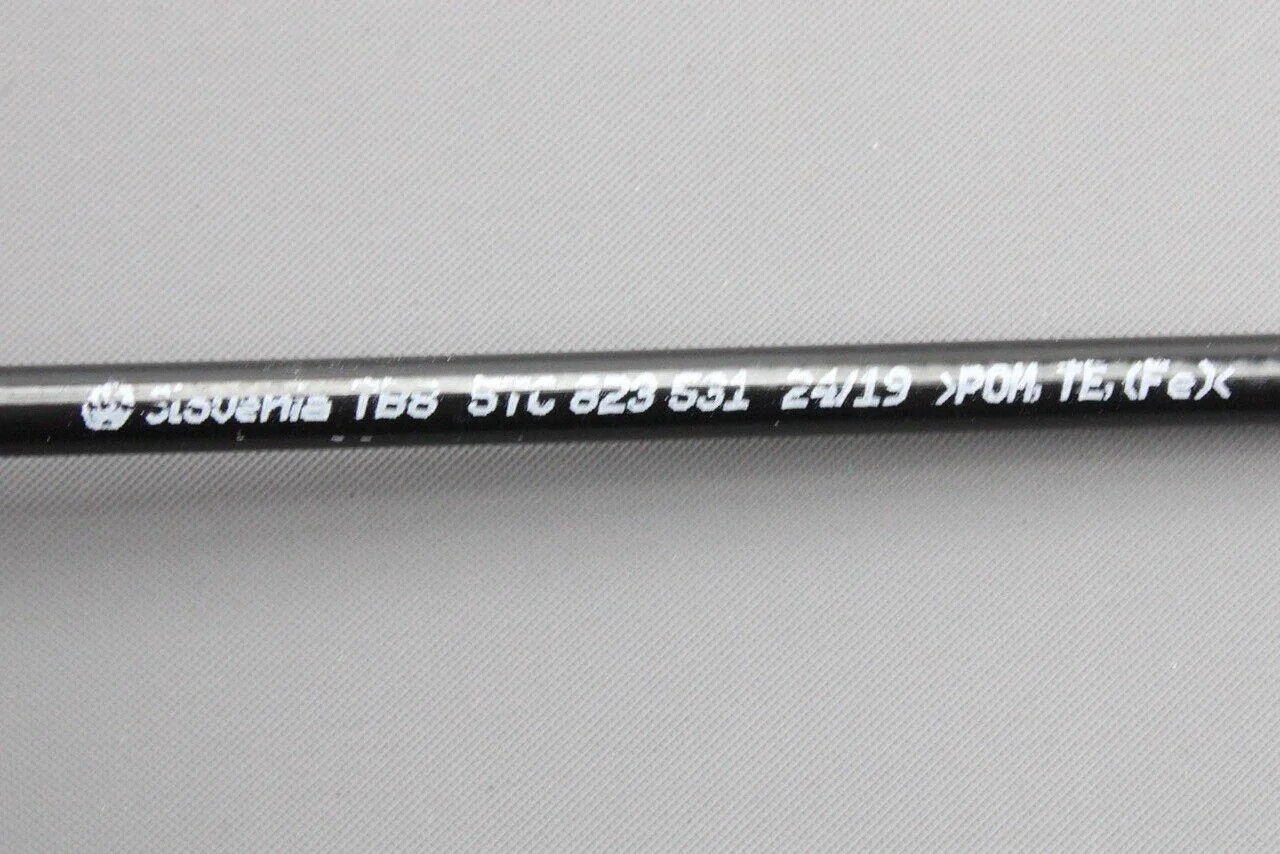 Slovenia TB8 5TC 823 531 24/19 >POM, TE, (Fe)<